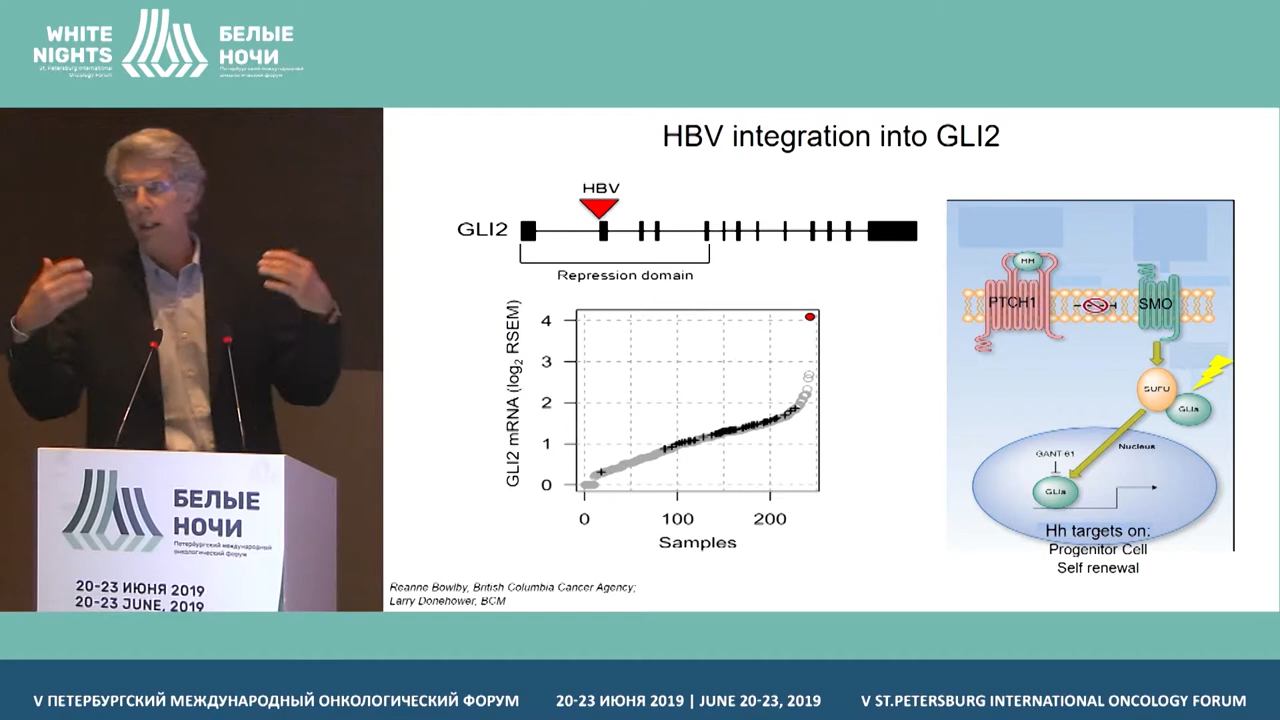 WHITE
NIGHTS
St. Petersburg International
Oncology Forum
БЕЛЫЕ
НОЧИ
Петербургский международный
онкологический форум
HBV integration into GLI2
HBV
GLI2
Repression domain
GLI2 mRNA (log2 RSEM)
4
3
2
1
0
0 100 200
Samples
HH
PTCH1
SMO
SUFU
GLIa
Nucleus
GANT 61
GLIa
Hh targets on:
Progenitor Cell
Self renewal
Reanne Bowlby, British Columbia Cancer Agency;
Larry Donehower, BCM
БЕЛЫЕ
НОЧИ
Петербургский международный
онкологический форум
20-23 ИЮНЯ 2019
20-23 JUNE, 2019
V ПЕТЕРБУРГСКИЙ МЕЖДУНАРОДНЫЙ ОНКОЛОГИЧЕСКИЙ ФОРУМ 20-23 ИЮНЯ 2019 | JUNE 20-23, 2019 V ST.PETERSBURG INTERNATIONAL ONCOLOGY FORUM